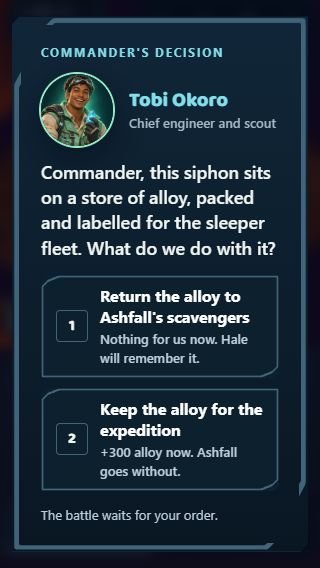 COMMANDER'S DECISION
Tobi Okoro
Chief engineer and scout
Commander, this siphon sits
on a store of alloy, packed
and labelled for the sleeper
fleet. What do we do with it?
1
Return the alloy to
Ashfall's scavengers
Nothing for us now. Hale
will remember it.
2
Keep the alloy for the
expedition
+300 alloy now. Ashfall
goes without.
The battle waits for your order.